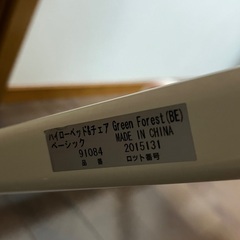 ハイローベッド&チェア Green Forest(BE)
ベーシック MADE IN CHINA
91084 2015131
品番 ロット番号